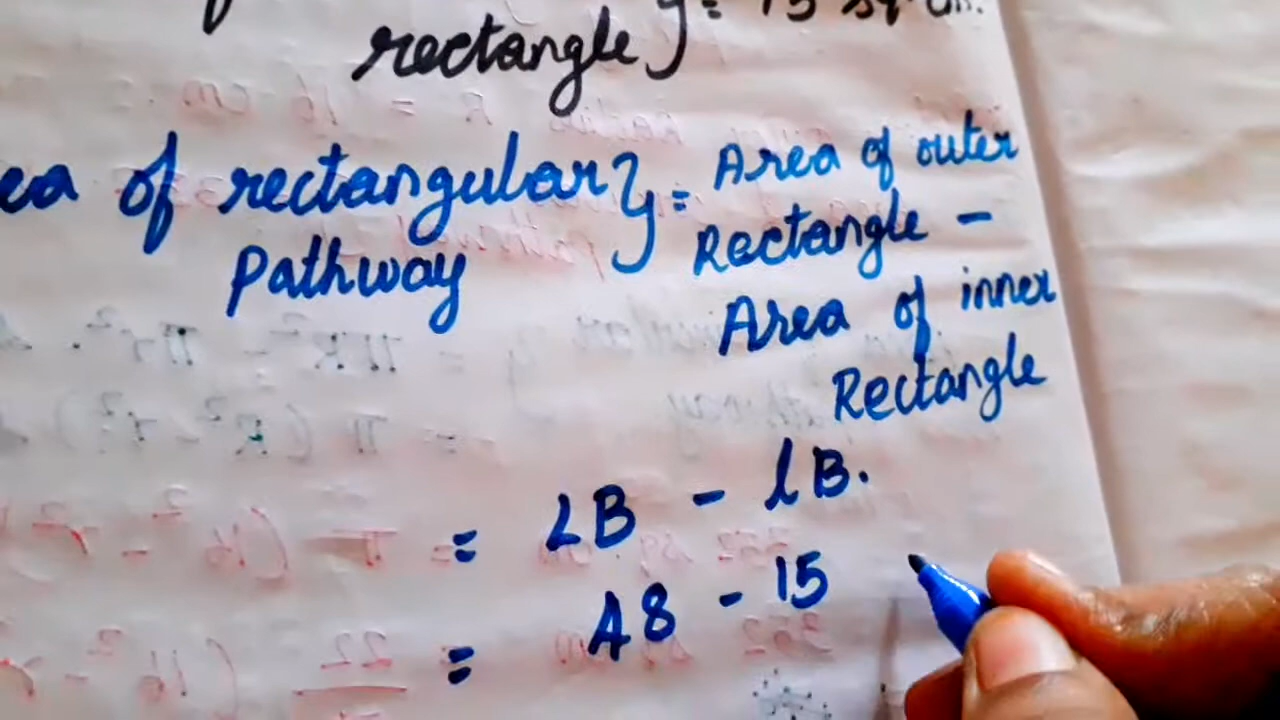 rectangle } = 15 sq cm.
ea of rectangular } = Area of outer
Pathway Rectangle -
Area of inner
Rectangle
= LB - lB.
= 48 - 15